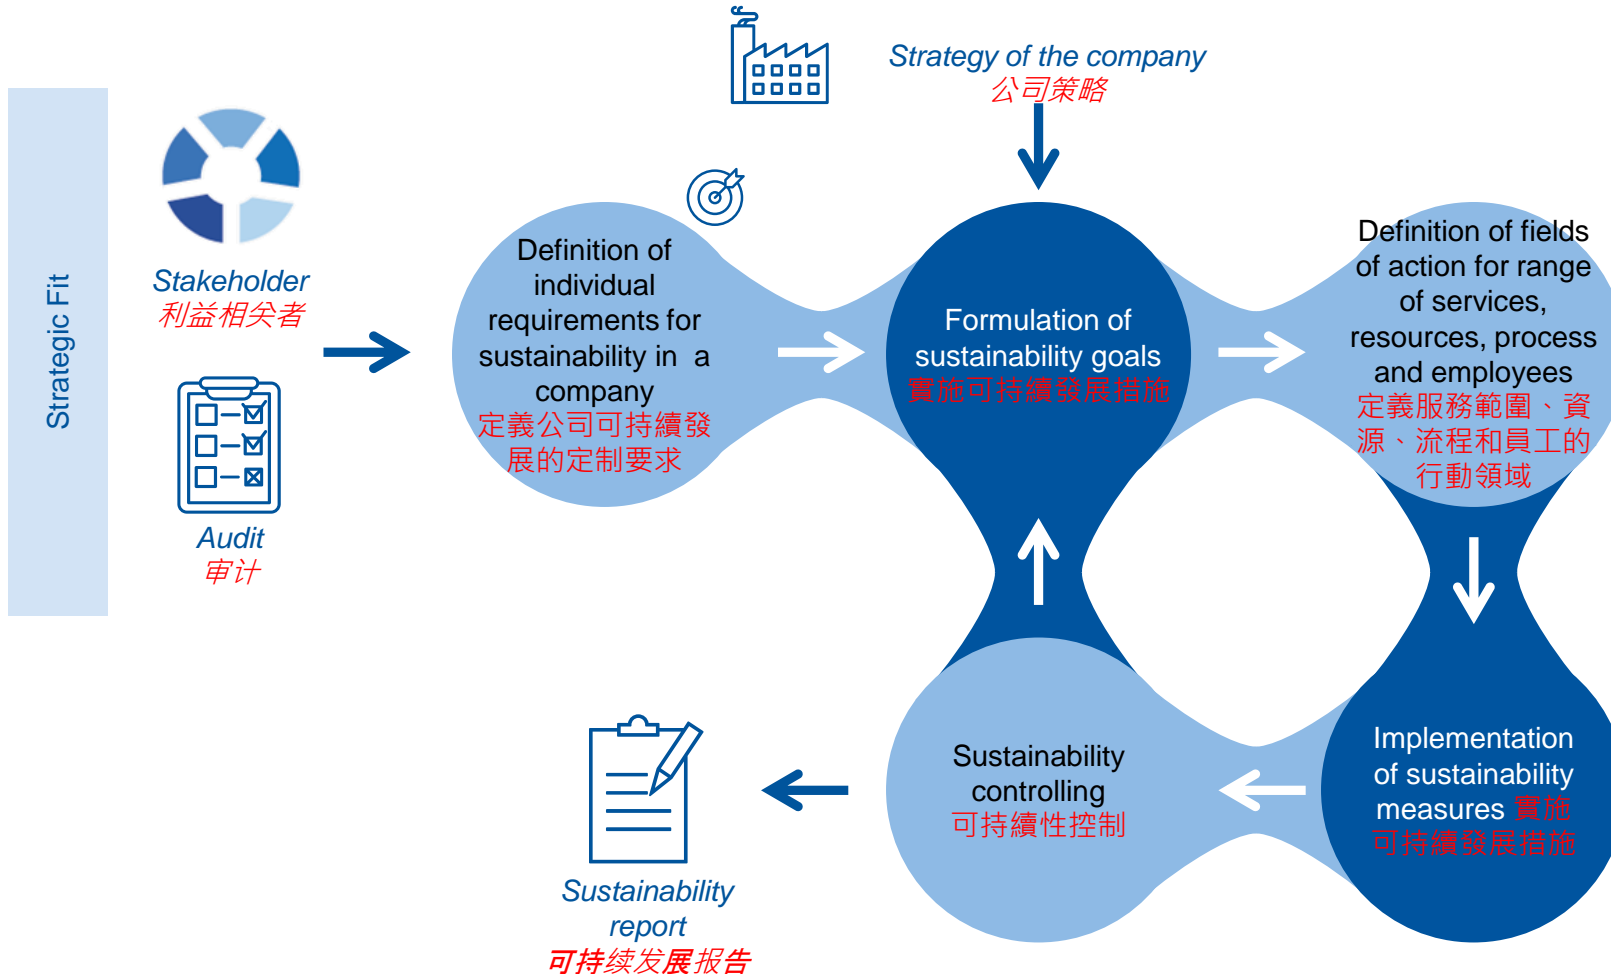 Strategy of the company
公司策略
Strategic Fit
Stakeholder
利益相关者
Audit
审计
Definition of
individual
requirements for
sustainability in a
company
定義公司可持續發
展的定制要求
Formulation of
sustainability goals
實施可持續發展措施
Definition of fields
of action for range
of services,
resources, process
and employees
定義服務範圍、資
源、流程和員工的
行動領域
Implementation
of sustainability
measures 實施
可持續發展措施
Sustainability
controlling
可持續性控制
Sustainability
report
可持续发展报告